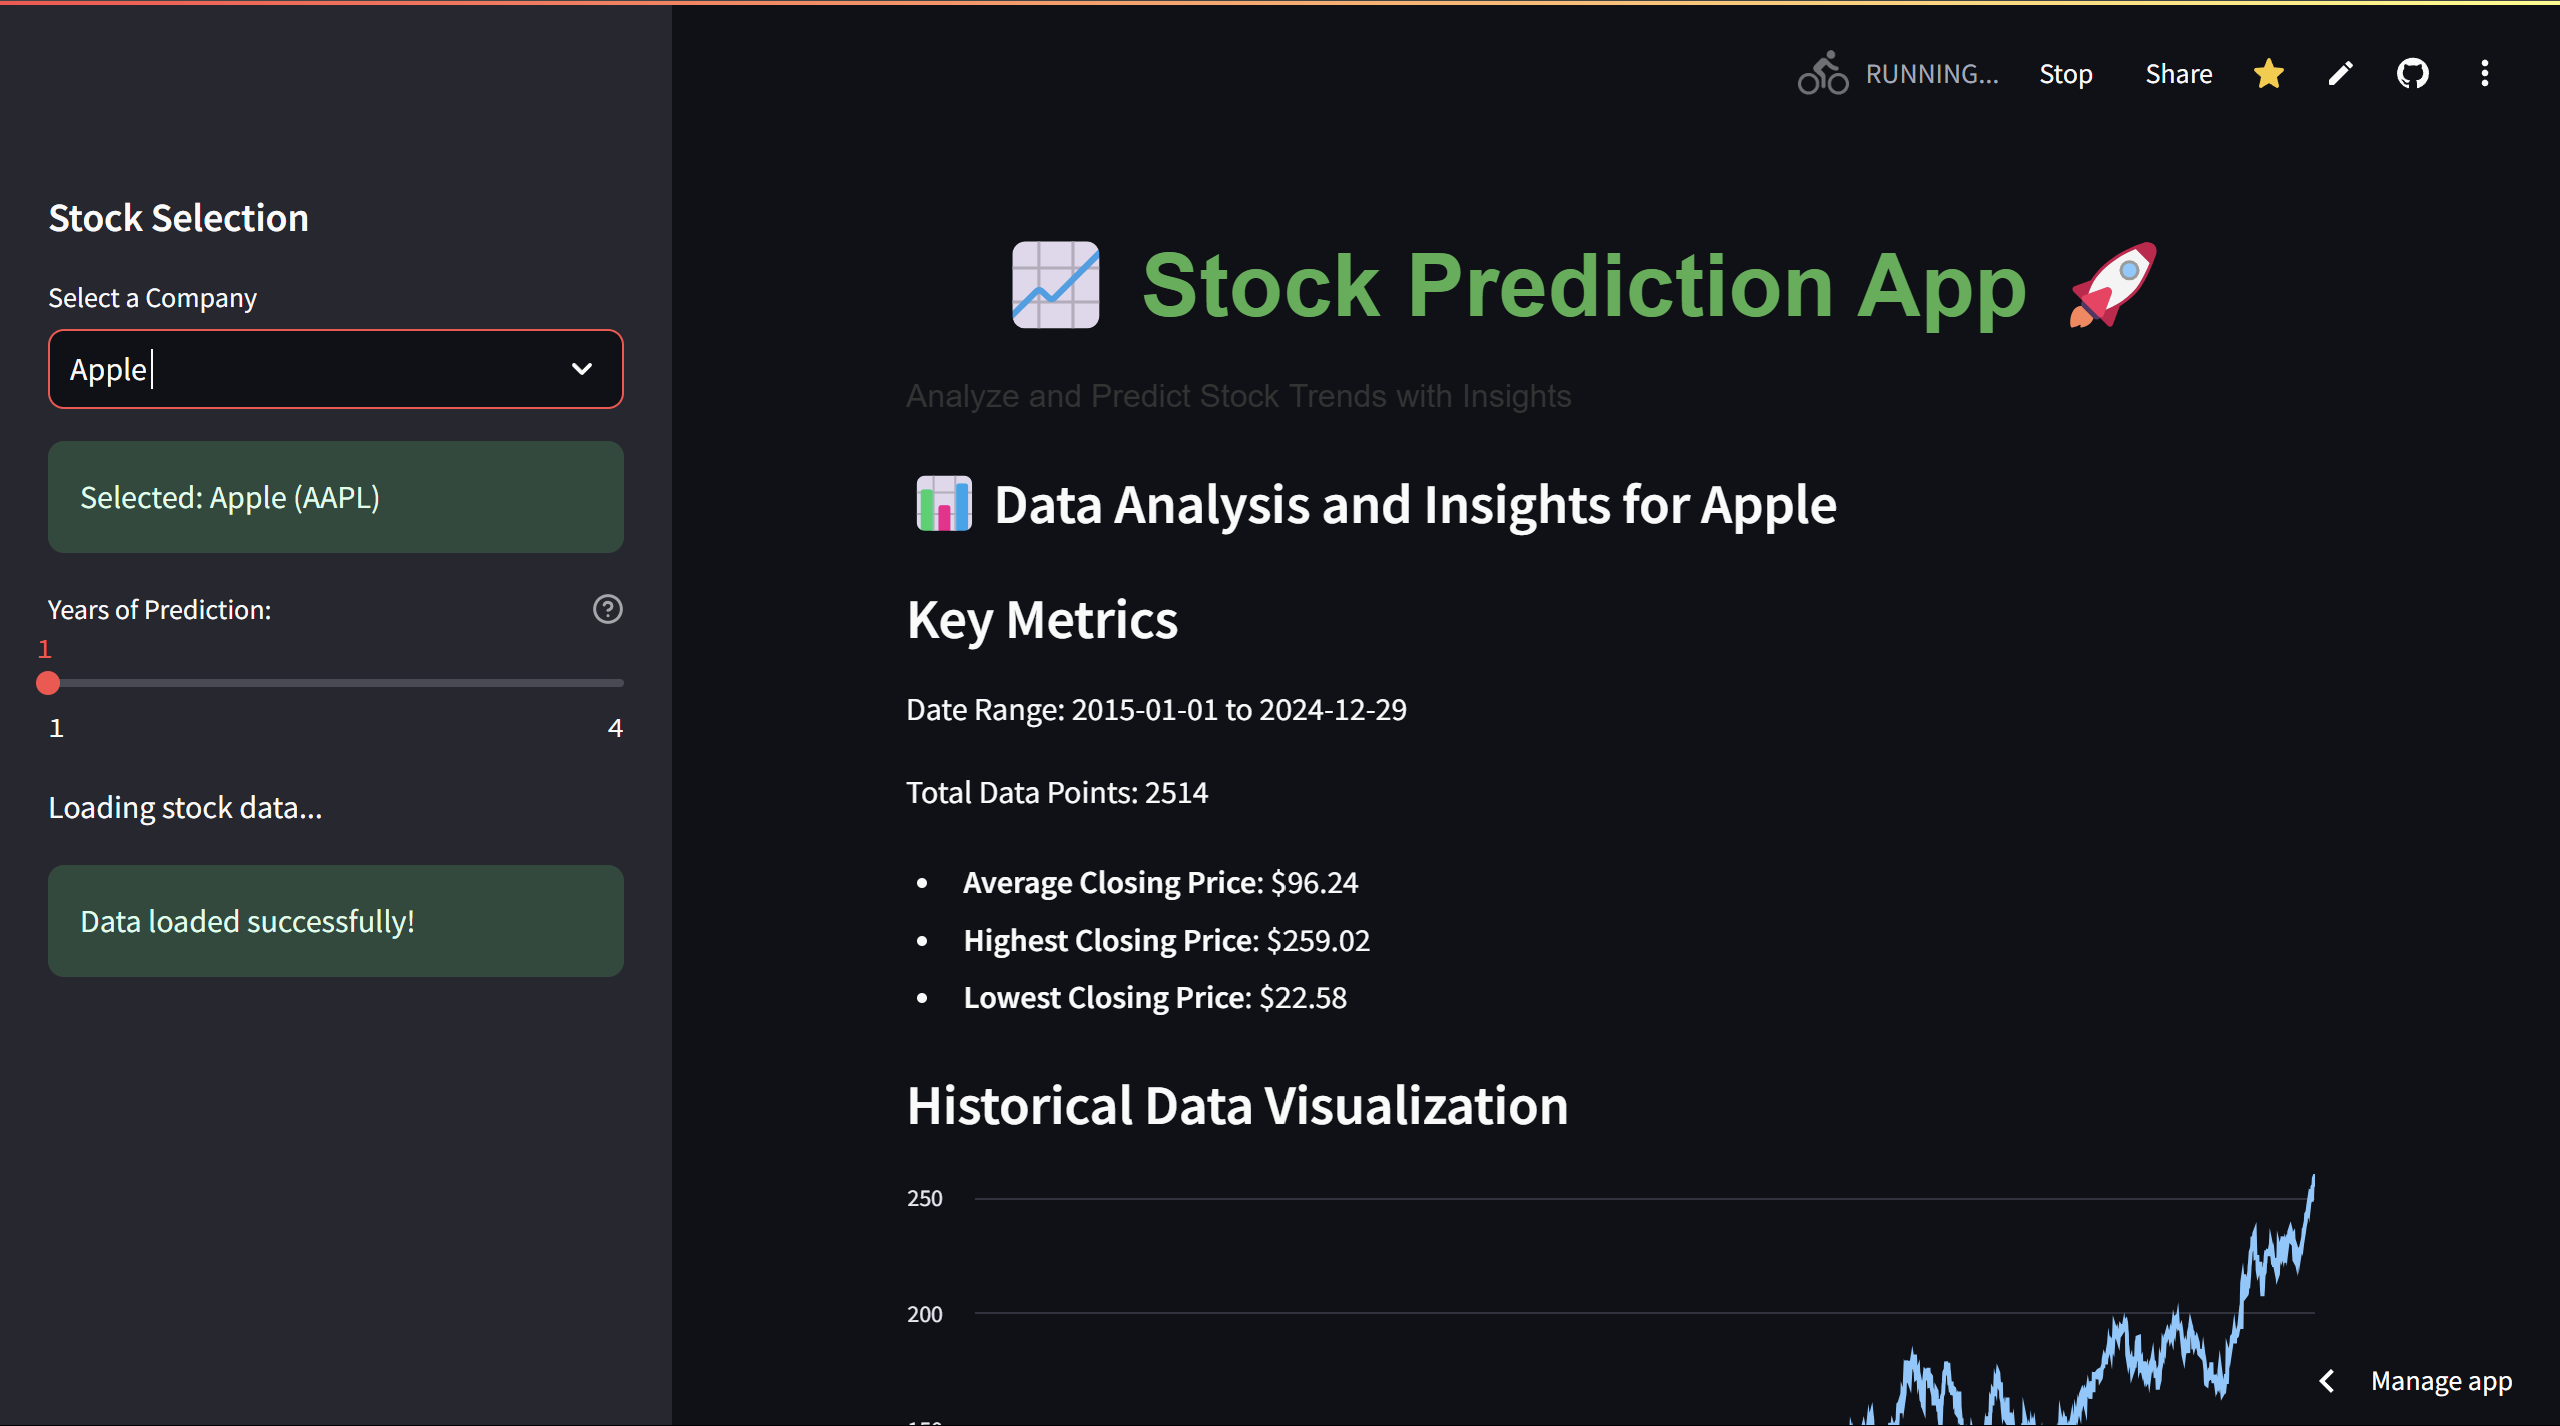 RUNNING... Stop Share
Stock Selection
Select a Company
Apple
Selected: Apple (AAPL)
Years of Prediction:
1
1 4
Loading stock data...
Data loaded successfully!
Stock Prediction App
Analyze and Predict Stock Trends with Insights
Data Analysis and Insights for Apple
Key Metrics
Date Range: 2015-01-01 to 2024-12-29
Total Data Points: 2514
Average Closing Price: $96.24
Highest Closing Price: $259.02
Lowest Closing Price: $22.58
Historical Data Visualization
250
200
Manage app